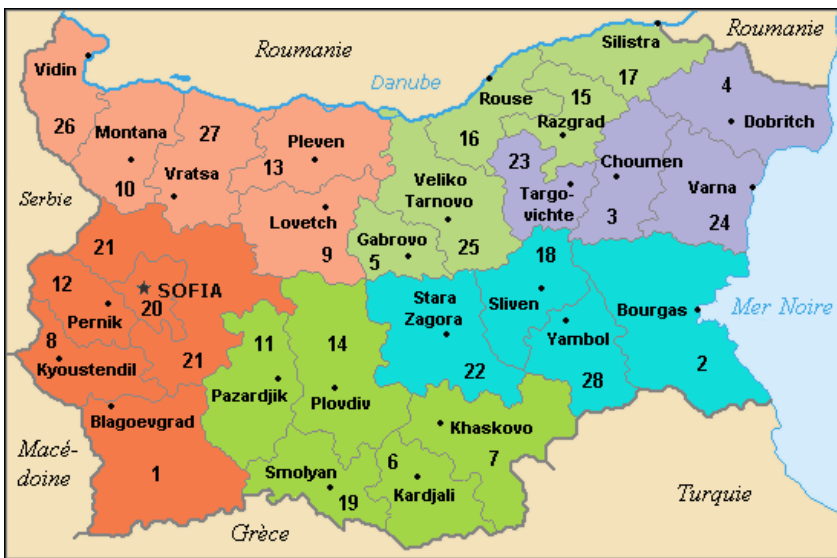 Roumanie
Roumanie
Silistra
17
Vidin
26
Danube
Rouse
15
4
Dobritch
Montana
27
10
Vratsa
Pleven
13
16
Razgrad
23
Choumen
Targo-
vichte
3
Varna
24
Serbie
Lovetch
9
Veliko
Tarnovo
Gabrovo
5
25
21
12
SOFIA
20
Pernik
8
Kyoustendil
21
18
Sliven
Stara
Zagora
22
Yambol
28
Bourgas
2
Mer Noire
11
Pazardjik
14
Plovdiv
Blagoevgrad
1
Macé-
doine
Khaskovo
7
6
Kardjali
Smolyan
19
Grèce
Turquie